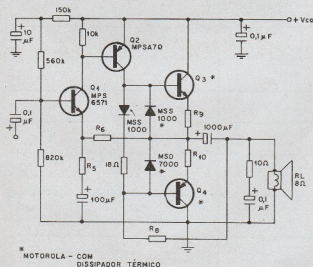 150k
+ Vcc
10
µF
10k
Q2
MPSA70
0,1µF
560k
Q1
MPS
6571
Q3 *
MSS
1000
MSS
1000
*
R9
0,1
µF
R6
1000µF
820k
R5
18Ω
MSD
7000
*
R10
10Ω
RL
8Ω
100µF
Q4
*
0,1
µF
R8
* MOTOROLA - COM
DISSIPADOR TÉRMICO